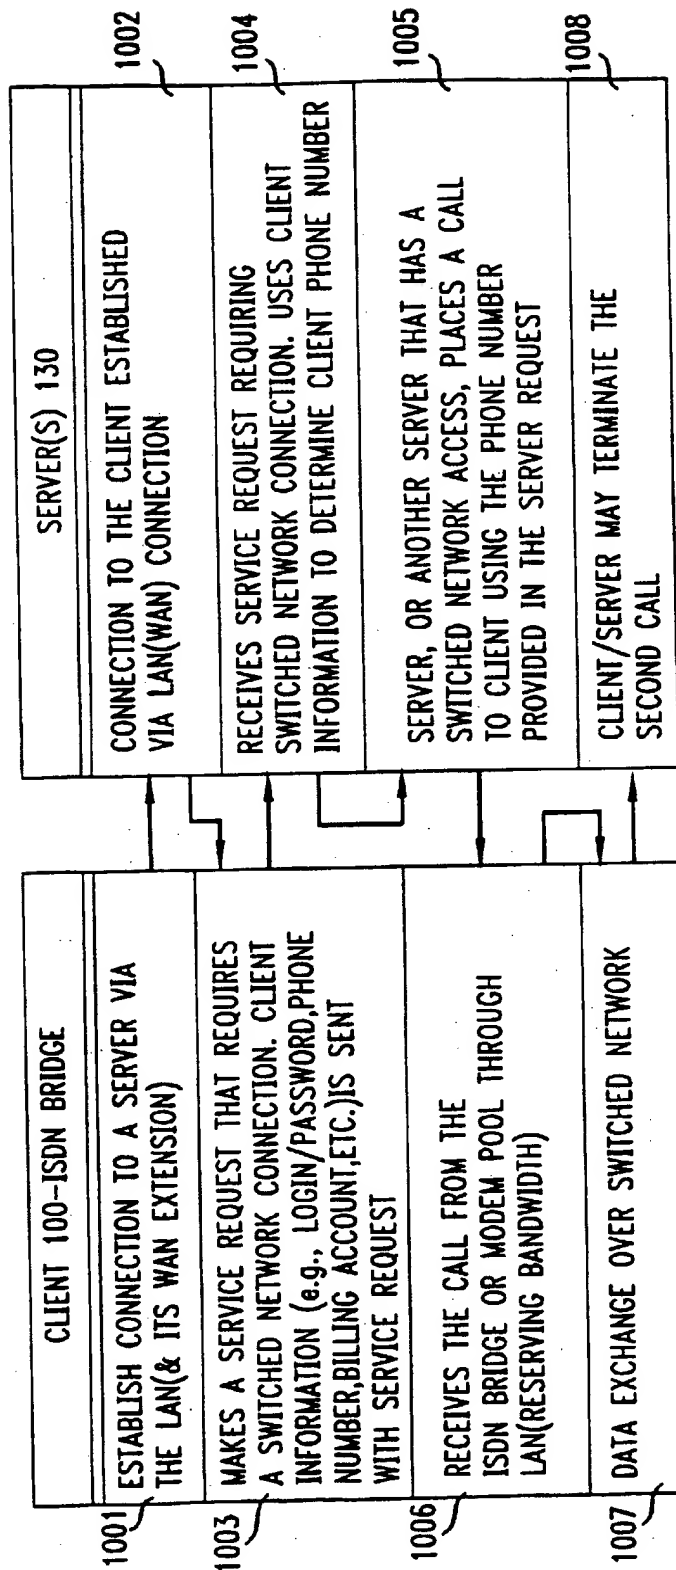 CLIENT 100-ISDN BRIDGE
1001
ESTABLISH CONNECTION TO A SERVER VIA
THE LAN(& ITS WAN EXTENSION)
1003
MAKES A SERVICE REQUEST THAT REQUIRES
A SWITCHED NETWORK CONNECTION. CLIENT
INFORMATION (e.g., LOGIN/PASSWORD,PHONE
NUMBER,BILLING ACCOUNT,ETC.)IS SENT
WITH SERVICE REQUEST
1006
RECEIVES THE CALL FROM THE
ISDN BRIDGE OR MODEM POOL THROUGH
LAN(RESERVING BANDWIDTH)
1007
DATA EXCHANGE OVER SWITCHED NETWORK
SERVER(S) 130
CONNECTION TO THE CLIENT ESTABLISHED
VIA LAN(WAN) CONNECTION
1002
RECEIVES SERVICE REQUEST REQUIRING
SWITCHED NETWORK CONNECTION. USES CLIENT
INFORMATION TO DETERMINE CLIENT PHONE NUMBER
1004
SERVER, OR ANOTHER SERVER THAT HAS A
SWITCHED NETWORK ACCESS, PLACES A CALL
TO CLIENT USING THE PHONE NUMBER
PROVIDED IN THE SERVER REQUEST
1005
CLIENT/SERVER MAY TERMINATE THE
SECOND CALL
1008